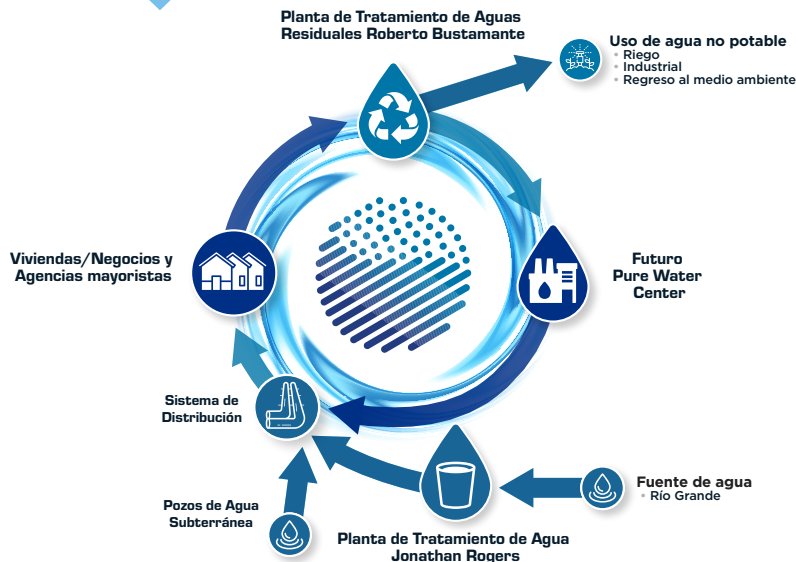 Planta de Tratamiento de Aguas
Residuales Roberto Bustamante
Uso de agua no potable
• Riego
• Industrial
• Regreso al medio ambiente
Viviendas/Negocios y
Agencias mayoristas
Futuro
Pure Water
Center
Sistema de
Distribución
Fuente de agua
• Río Grande
Pozos de Agua
Subterránea
Planta de Tratamiento de Agua
Jonathan Rogers